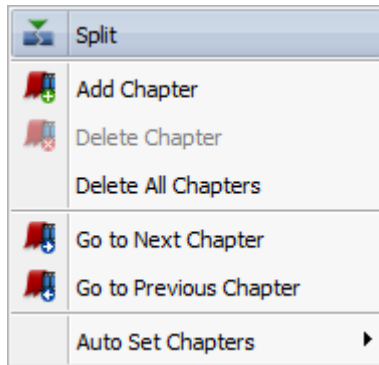 Split
Add Chapter
Delete Chapter
Delete All Chapters
Go to Next Chapter
Go to Previous Chapter
Auto Set Chapters